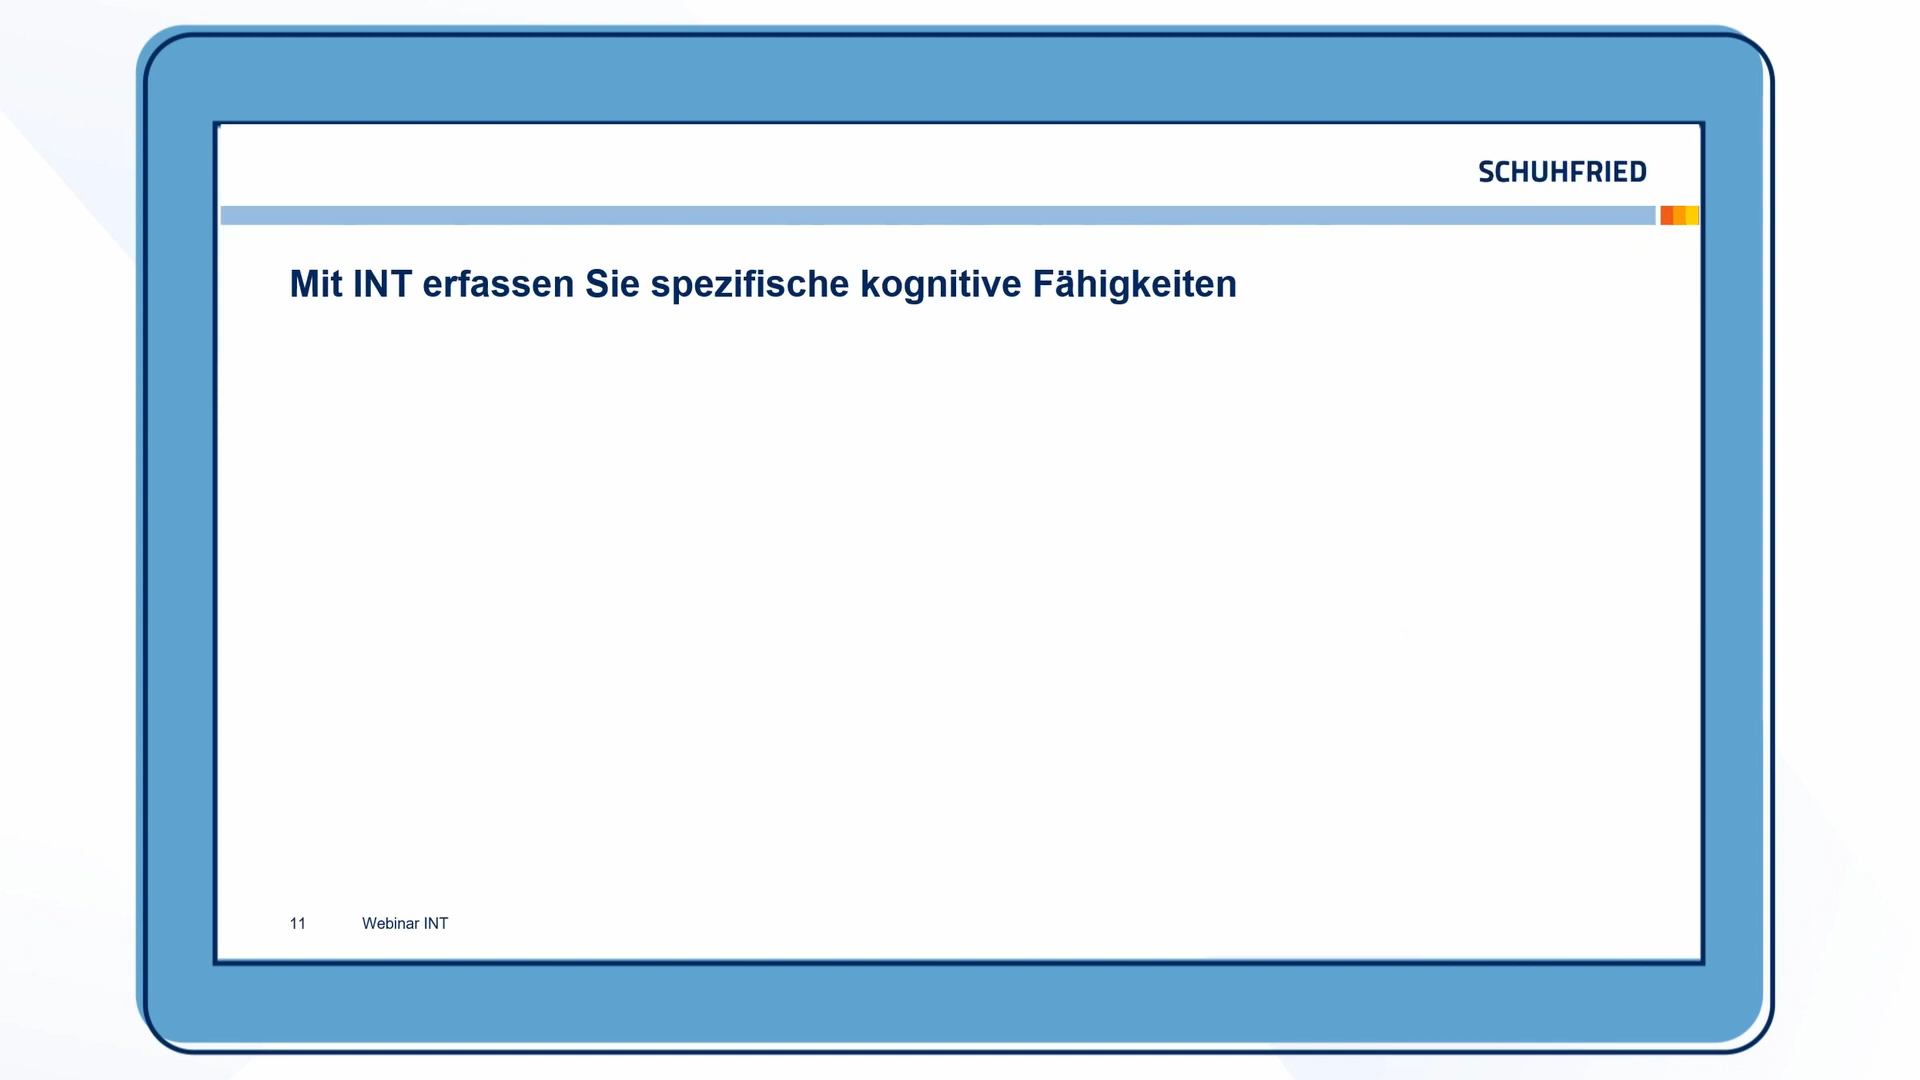 SCHUHFRIED
Mit INT erfassen Sie spezifische kognitive Fähigkeiten
11 Webinar INT